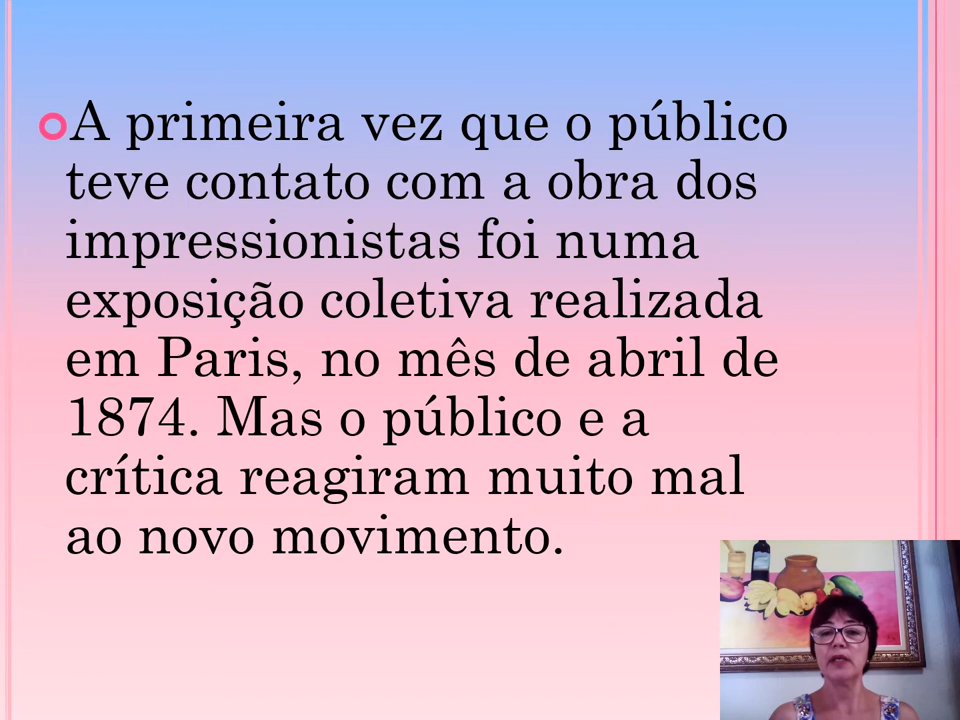 A primeira vez que o público
teve contato com a obra dos
impressionistas foi numa
exposição coletiva realizada
em Paris, no mês de abril de
1874. Mas o público e a
crítica reagiram muito mal
ao novo movimento.